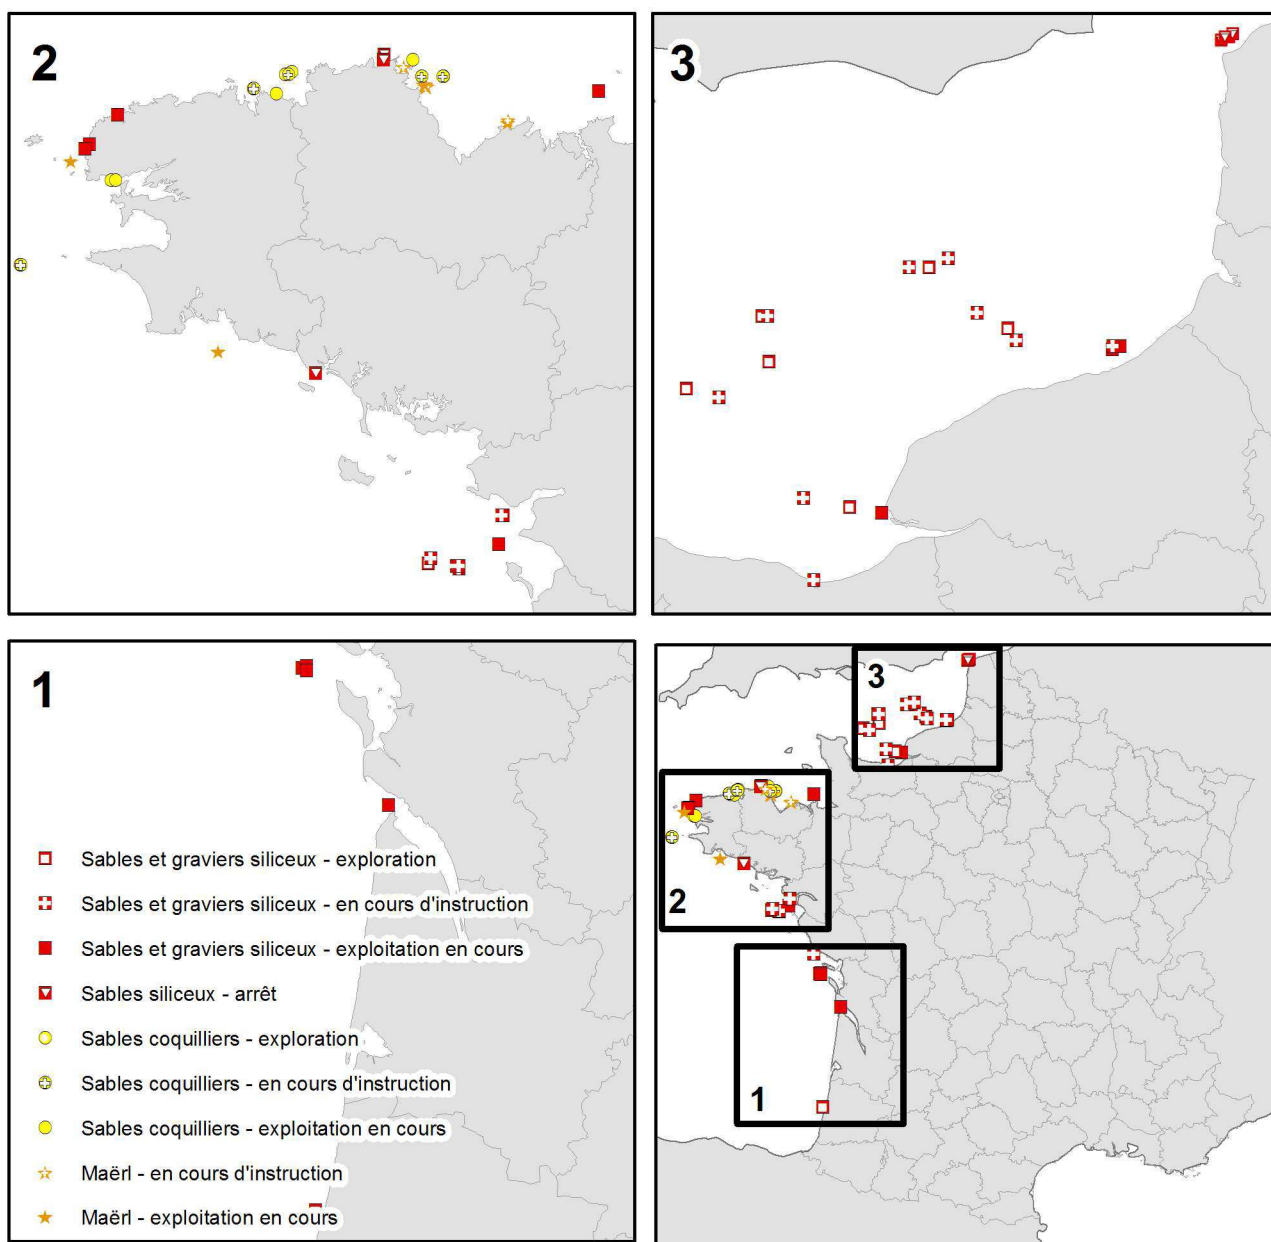 2
3
1
Sables et graviers siliceux - exploration
Sables et graviers siliceux - en cours d'instruction
Sables et graviers siliceux - exploitation en cours
Sables siliceux - arrêt
Sables coquilliers - exploration
Sables coquilliers - en cours d'instruction
Sables coquilliers - exploitation en cours
Maërl - en cours d'instruction
Maërl - exploitation en cours
3
2
1